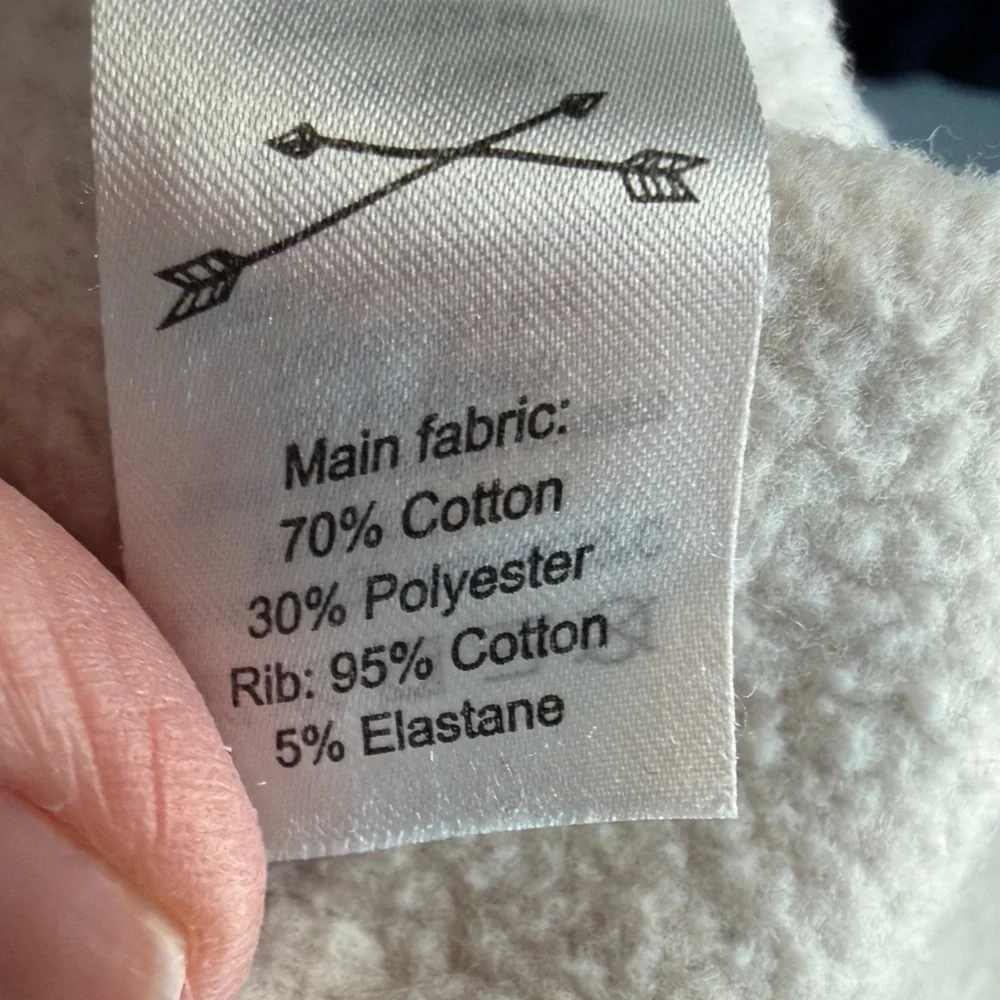 Main fabric:
70% Cotton
30% Polyester
Rib: 95% Cotton
5% Elastane